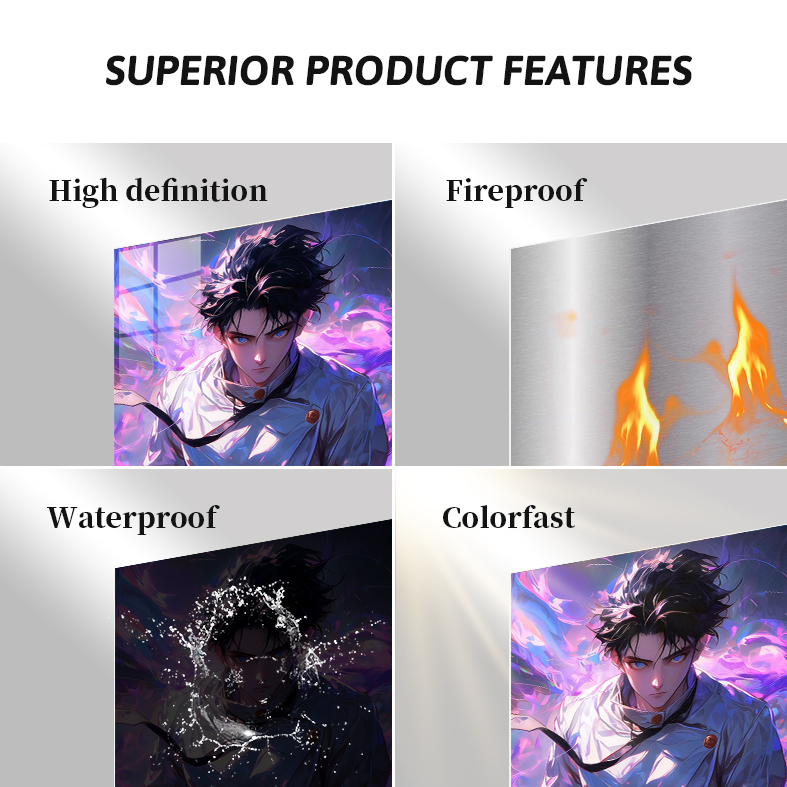 SUPERIOR PRODUCT FEATURES
High definition
Fireproof
Waterproof
Colorfast